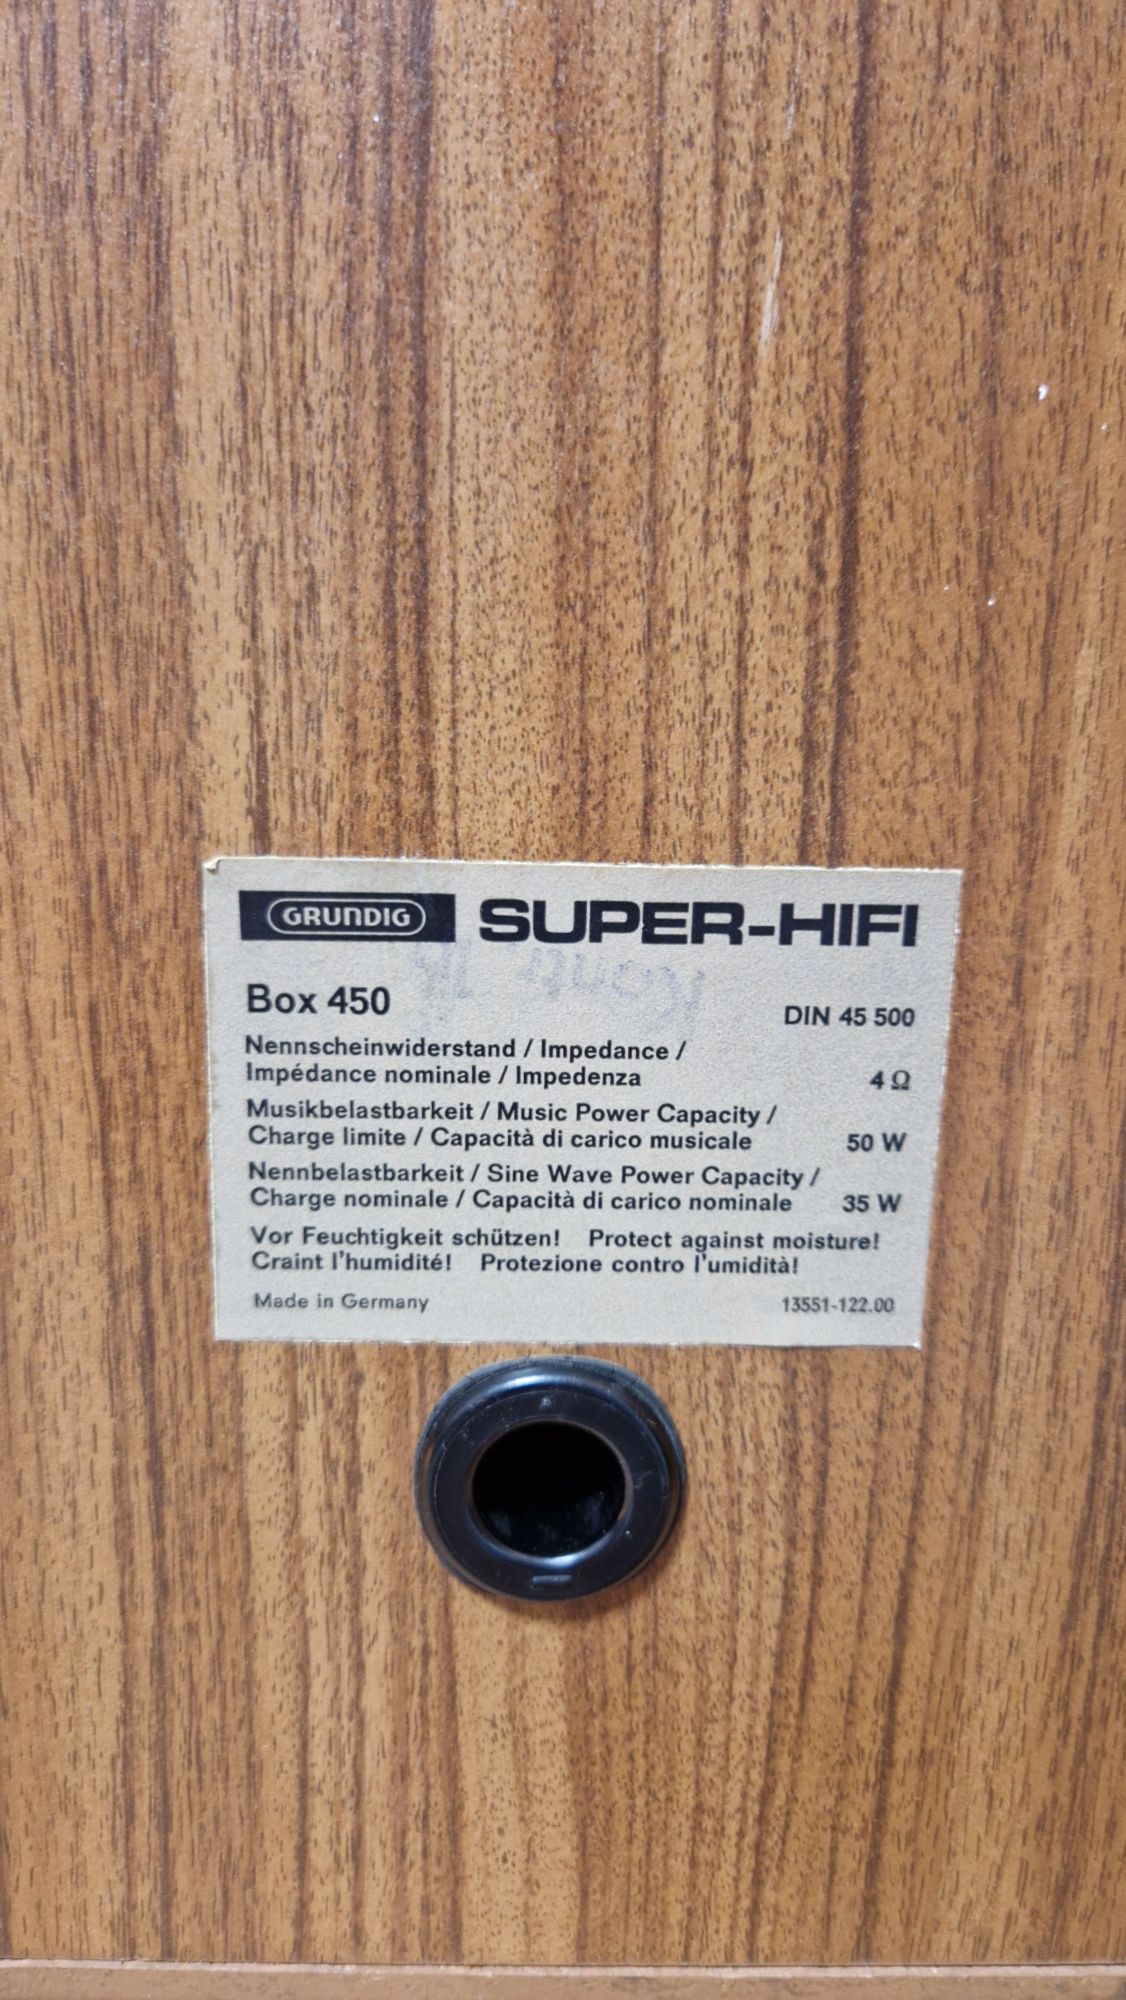 GRUNDIG SUPER-HIFI
Box 450
DIN 45 500
Nennscheinwiderstand / Impedance /
Impédance nominale / Impedenza 4 Ω
Musikbelastbarkeit / Music Power Capacity /
Charge limite / Capacità di carico musicale 50 W
Nennbelastbarkeit / Sine Wave Power Capacity /
Charge nominale / Capacità di carico nominale 35 W
Vor Feuchtigkeit schützen! Protect against moisture!
Craint l'humidité! Protezione contro l'umidità!
Made in Germany 13551-122.00